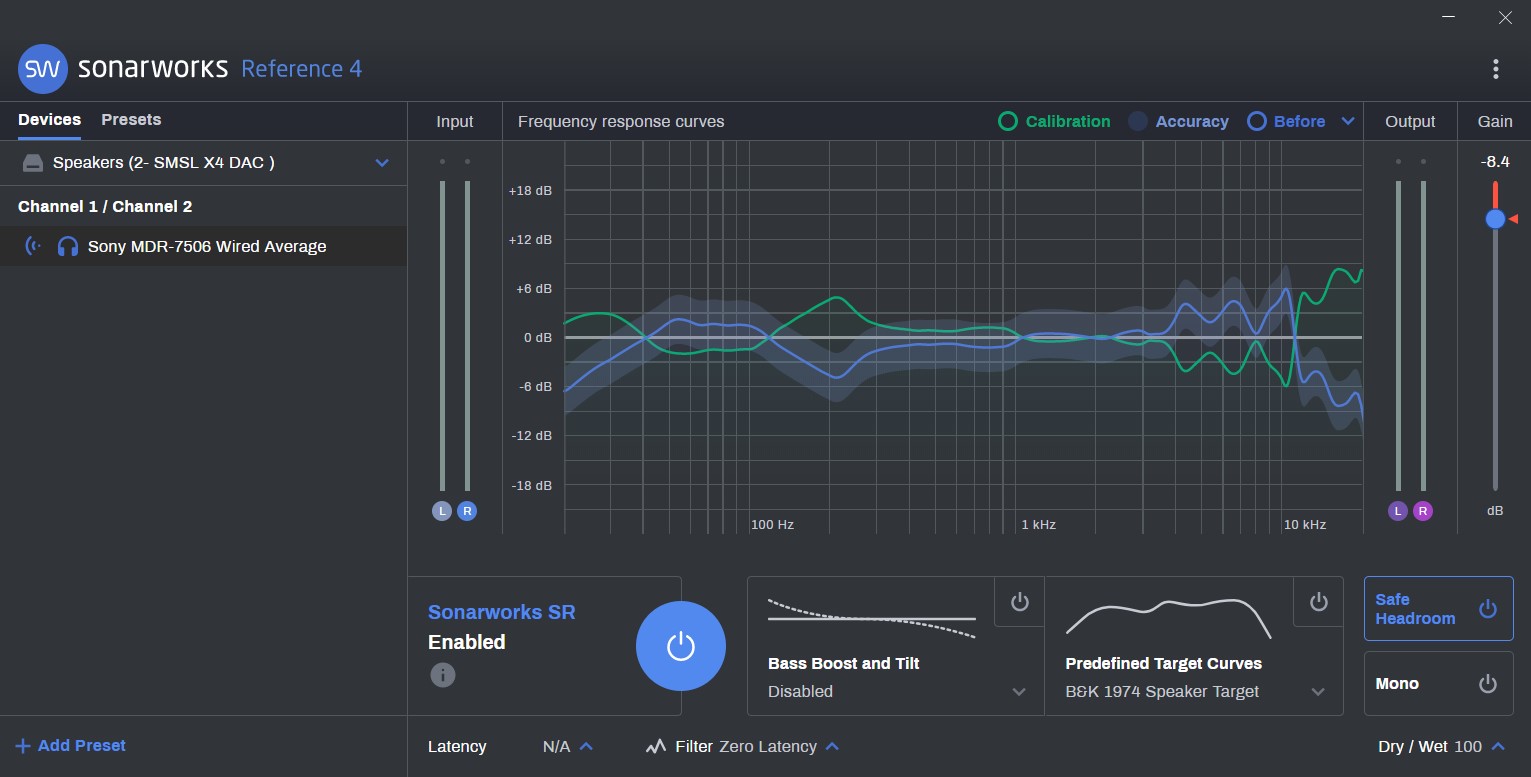 SW sonarworks Reference 4
Devices Presets
Speakers (2- SMSL X4 DAC )
Channel 1 / Channel 2
Sony MDR-7506 Wired Average
Add Preset
Input
L R
Frequency response curves
Calibration Accuracy Before
+18 dB
+12 dB
+6 dB
0 dB
-6 dB
-12 dB
-18 dB
100 Hz 1 kHz 10 kHz
Output
L R
Gain
-8.4
dB
Sonarworks SR
Enabled
i
Bass Boost and Tilt
Disabled
Predefined Target Curves
B&K 1974 Speaker Target
Safe
Headroom
Mono
Latency N/A
Filter Zero Latency
Dry / Wet 100